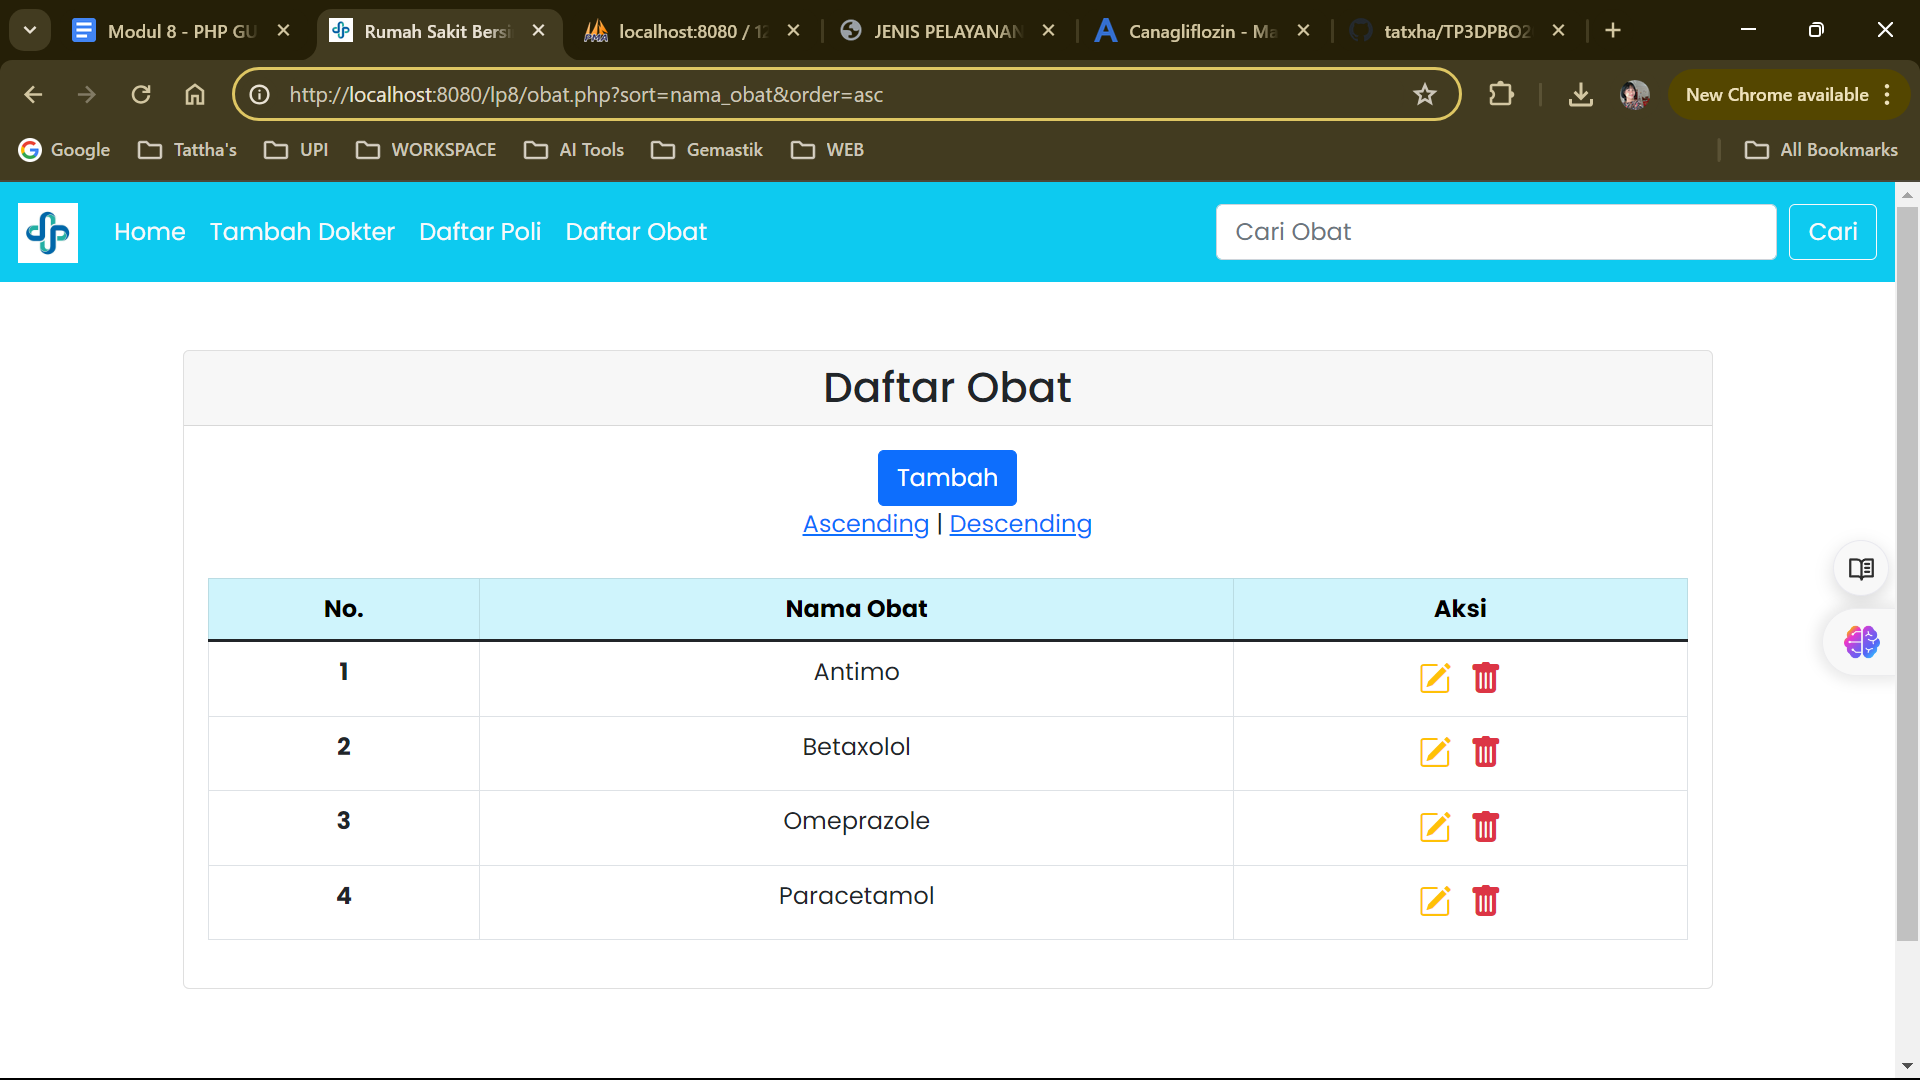 Modul 8 - PHP GU
Rumah Sakit Bersi
localhost:8080 / 12
JENIS PELAYANAN
Canagliflozin - Ma
tatxha/TP3DPBO2
http://localhost:8080/lp8/obat.php?sort=nama_obat&order=asc
New Chrome available
Google
Tattha's
UPI
WORKSPACE
AI Tools
Gemastik
WEB
All Bookmarks
Home
Tambah Dokter
Daftar Poli
Daftar Obat
Cari Obat
Cari
Daftar Obat
Tambah
Ascending | Descending
No. Nama Obat Aksi
1 Antimo
2 Betaxolol
3 Omeprazole
4 Paracetamol